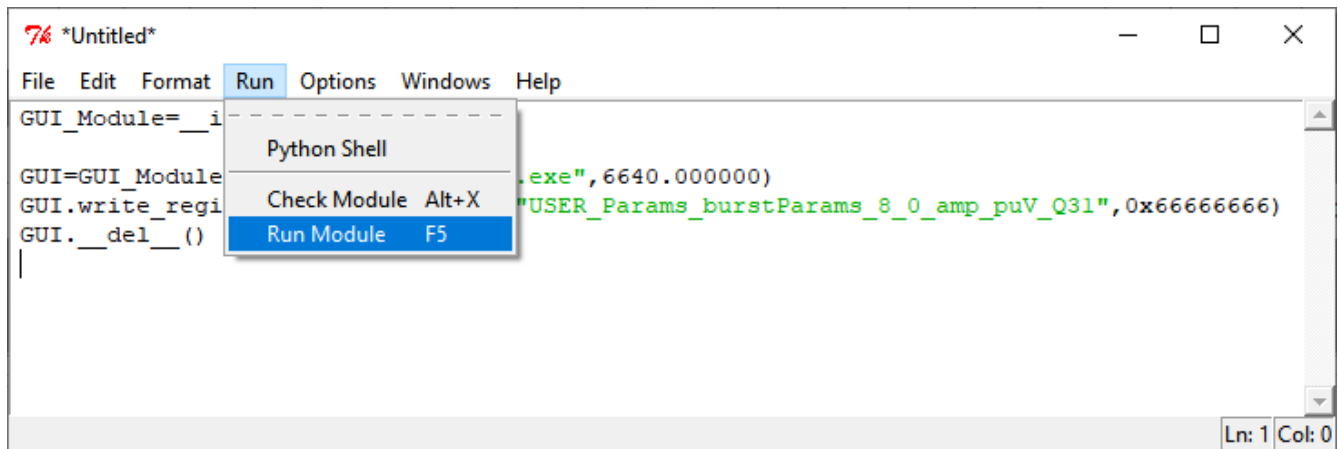 *Untitled*
File Edit Format Run Options Windows Help
GUI_Module=__i
Python Shell
GUI=GUI_Module .exe",6640.000000)
GUI.write_regi Check Module Alt+X "USER_Params_burstParams_8_0_amp_puV_Q31",0x66666666)
GUI.__del__() Run Module F5
Ln: 1 Col: 0